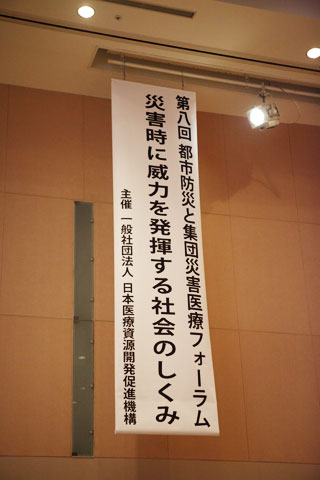 第八回 都市防災と集団災害医療フォーラム
災害時に威力を発揮する社会のしくみ
主催 一般社団法人 日本医療資源開発促進機構